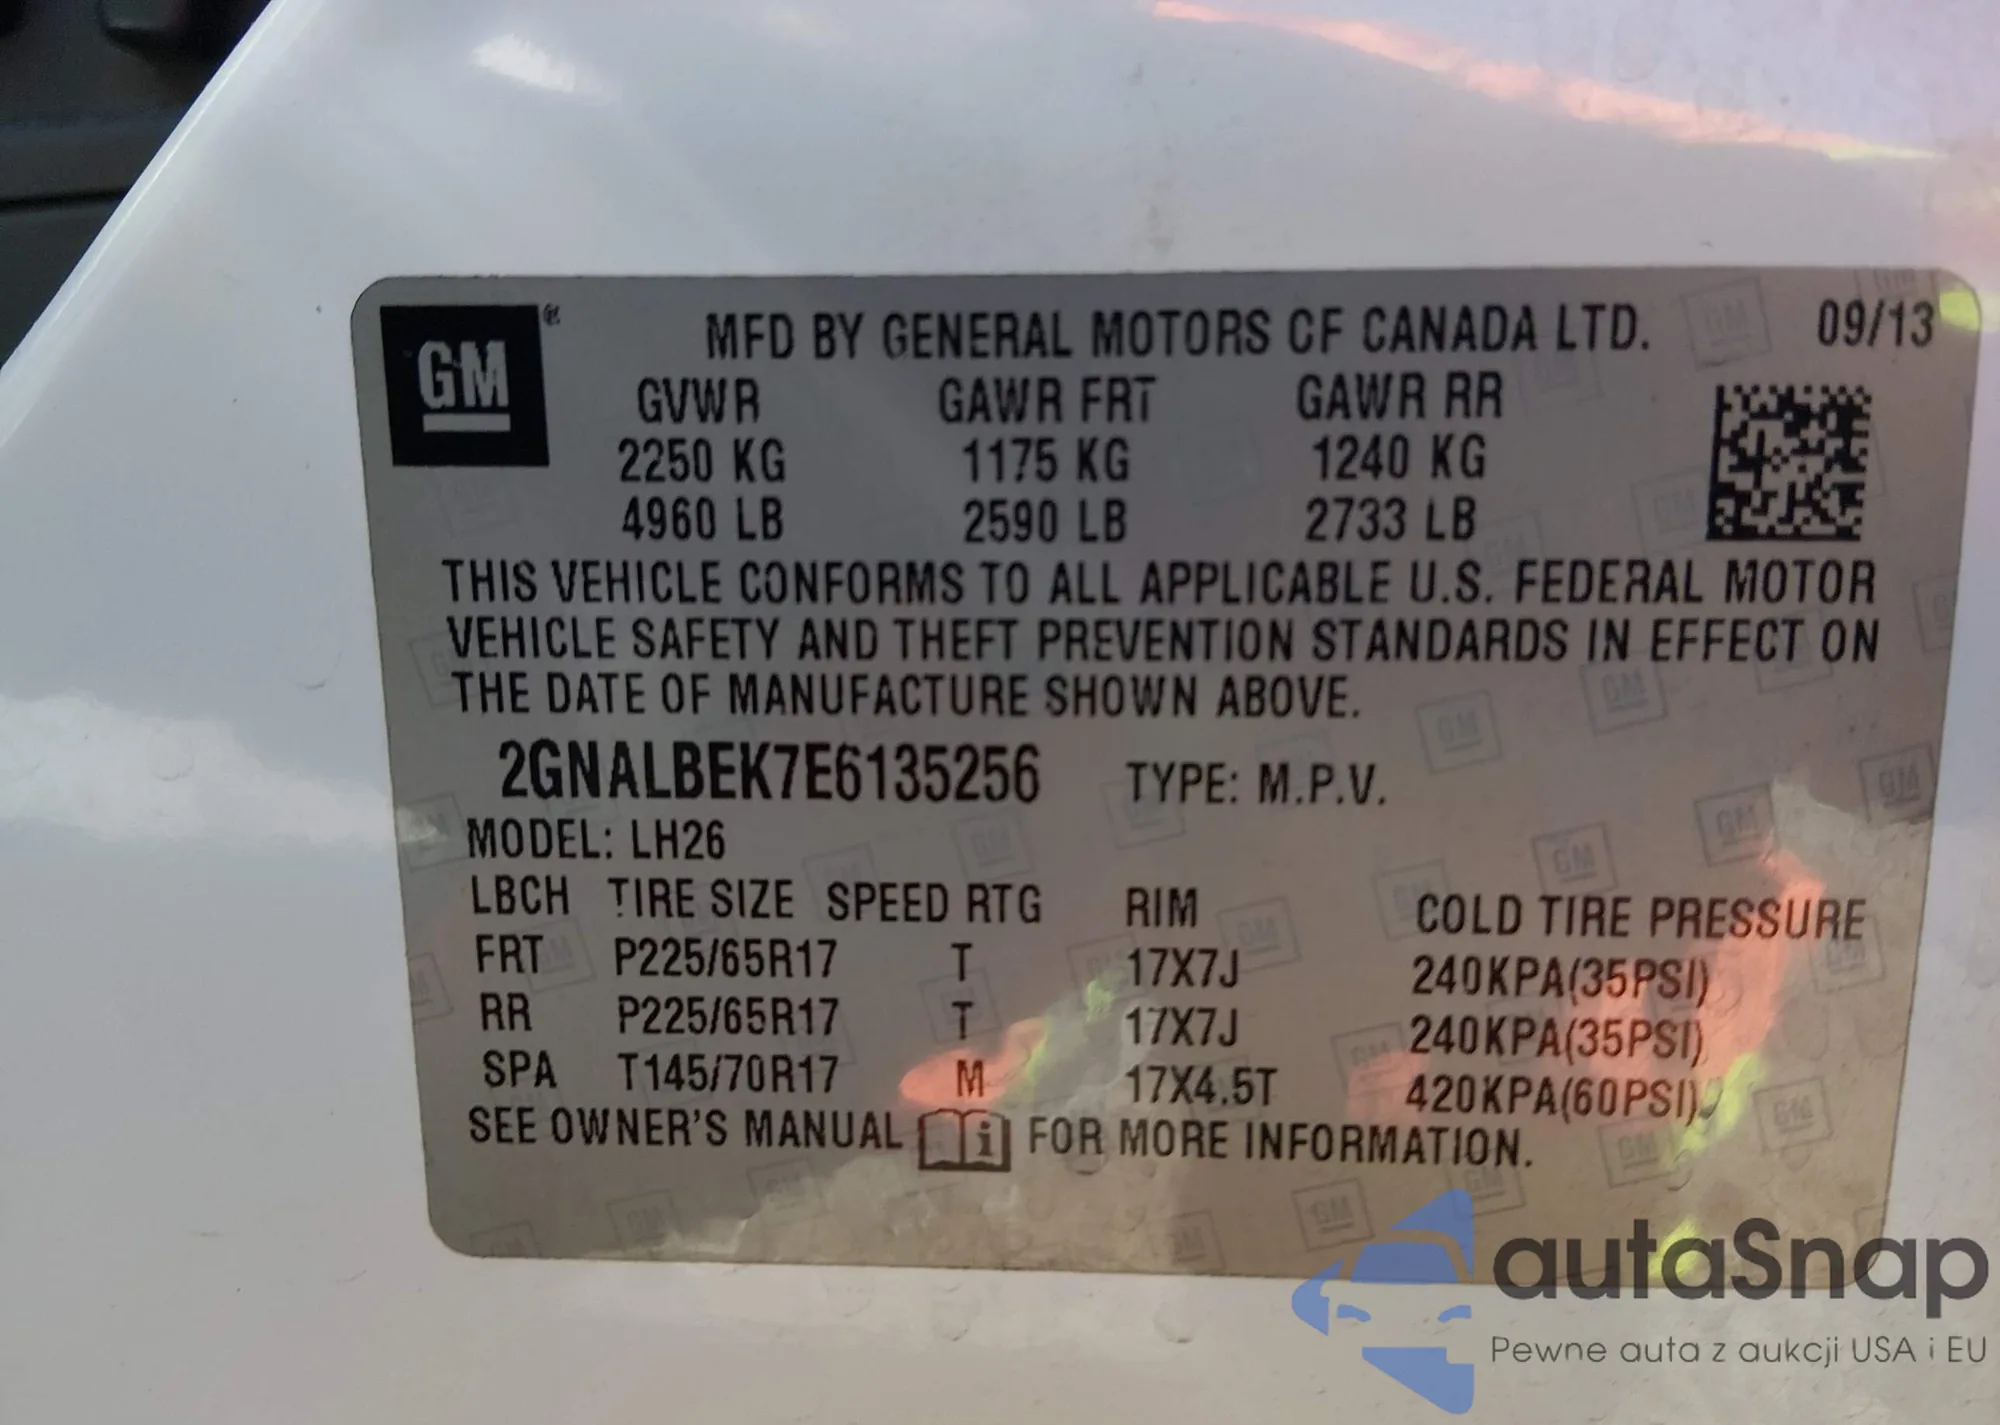 GM
MFD BY GENERAL MOTORS OF CANADA LTD. 09/13
GVWR GAWR FRT GAWR RR
2250 KG 1175 KG 1240 KG
4960 LB 2590 LB 2733 LB
THIS VEHICLE CONFORMS TO ALL APPLICABLE U.S. FEDERAL MOTOR
VEHICLE SAFETY AND THEFT PREVENTION STANDARDS IN EFFECT ON
THE DATE OF MANUFACTURE SHOWN ABOVE.
2GNALBEK7E6135256 TYPE: M.P.V.
MODEL: LH26
LBCH TIRE SIZE SPEED RTG RIM COLD TIRE PRESSURE
FRT P225/65R17 T 17X7J 240KPA(35PSI)
RR P225/65R17 T 17X7J 240KPA(35PSI)
SPA T145/70R17 M 17X4.5T 420KPA(60PSI)
SEE OWNER'S MANUAL i FOR MORE INFORMATION.
autaSnap
Pewne auta z aukcji USA i EU